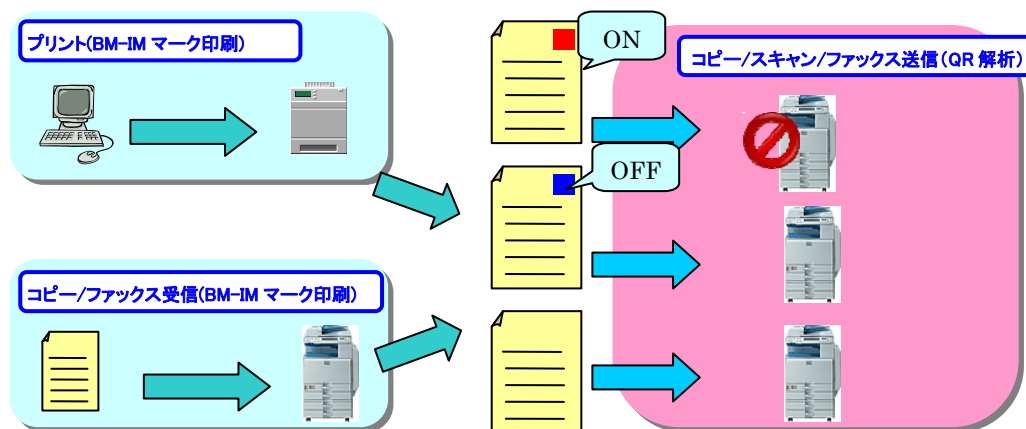 プリント(BM-IM マーク印刷)
ON
コピー/スキャン/ファックス送信(QR 解析)
OFF
コピー/ファックス受信(BM-IM マーク印刷)